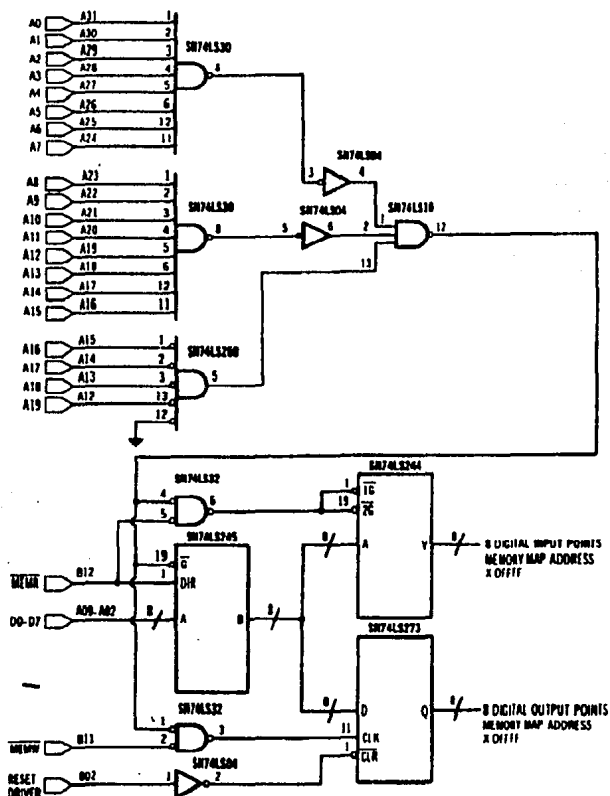 A0 A31 1
A1 A30 2
A2 A29 3
A3 A28 4
A4 A27 5
A5 A26 6
A6 A25 12
A7 A24 11
SN74LS30
8
A8 A23 1
A9 A22 2
A10 A21 3
A11 A20 4
A12 A19 5
A13 A18 6
A14 A17 12
A15 A16 11
SN74LS30
8
SN74LS04
3 4
SN74LS04
5 6
SN74LS10
1
2
13
12
A16 A15 1
A17 A14 2
A18 A13 3
A19 A12 13
12
SN74LS260
5
SN74LS32
4
5
6
SN74LS244
1 1G
19 2G
A Y
8
8
8 DIGITAL INPUT POINTS
MEMORY MAP ADDRESS
X OFFFF
SN74LS245
19 G
1 DIR
A B
8
MEMR B12
D0-D7 A09-A02 8
SN74LS273
8 D Q 8
11 CLK
1 CLR
8 DIGITAL OUTPUT POINTS
MEMORY MAP ADDRESS
X OFFFF
SN74LS32
1
2
3
MEMW B11
SN74LS04
RESET DRIVER B02 1 2